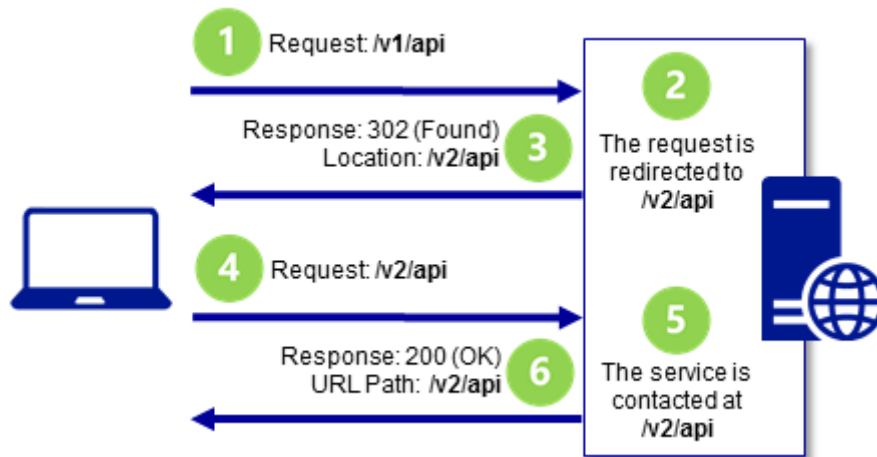 1
Request: /v1/api
2
The request is
redirected to
/v2/api
Response: 302 (Found)
Location: /v2/api
3
4
Request: /v2/api
5
The service is
contacted at
/v2/api
Response: 200 (OK)
URL Path: /v2/api
6